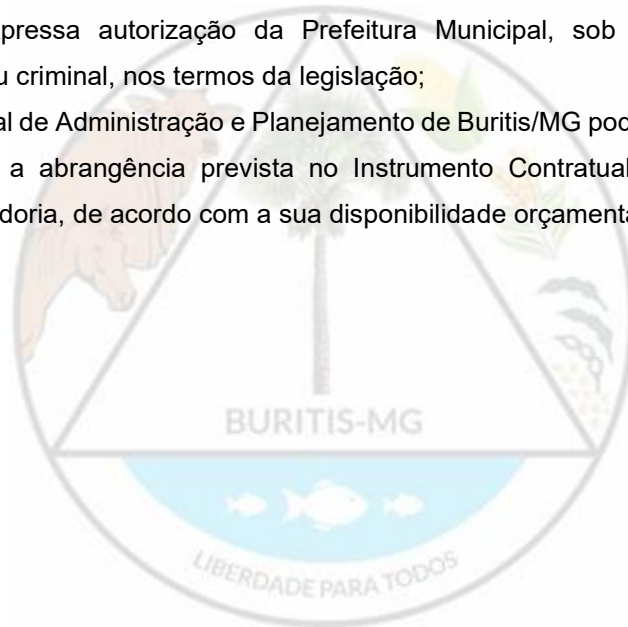 pressa autorização da Prefeitura Municipal, sob
u criminal, nos termos da legislação;
al de Administração e Planejamento de Buritis/MG pod
a abrangência prevista no Instrumento Contratual
doria, de acordo com a sua disponibilidade orçamenta
BURITIS-MG
LIBERDADE PARA TODOS